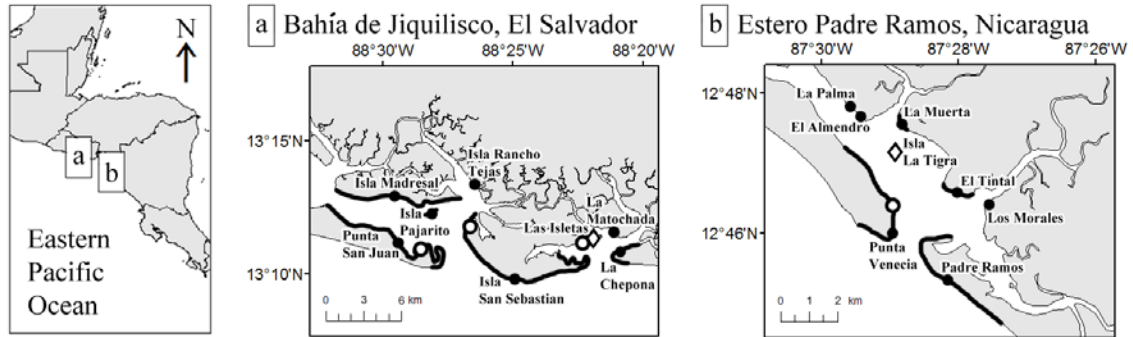 N
a
b
Eastern
Pacific
Ocean
a Bahía de Jiquilisco, El Salvador
88°30'W 88°25'W 88°20'W
13°15'N
13°10'N
Isla Rancho
Tejas
Isla Madresal
Isla
Pajarito
Punta
San Juan
La
Matochada
Las Isletas
Isla
San Sebastian
La
Chepona
0 3 6 km
b Estero Padre Ramos, Nicaragua
87°30'W 87°28'W 87°26'W
12°48'N
12°46'N
La Palma
El Almendro
La Muerta
Isla
La Tigra
El Tintal
Los Morales
Punta
Venecia
Padre Ramos
0 1 2 km